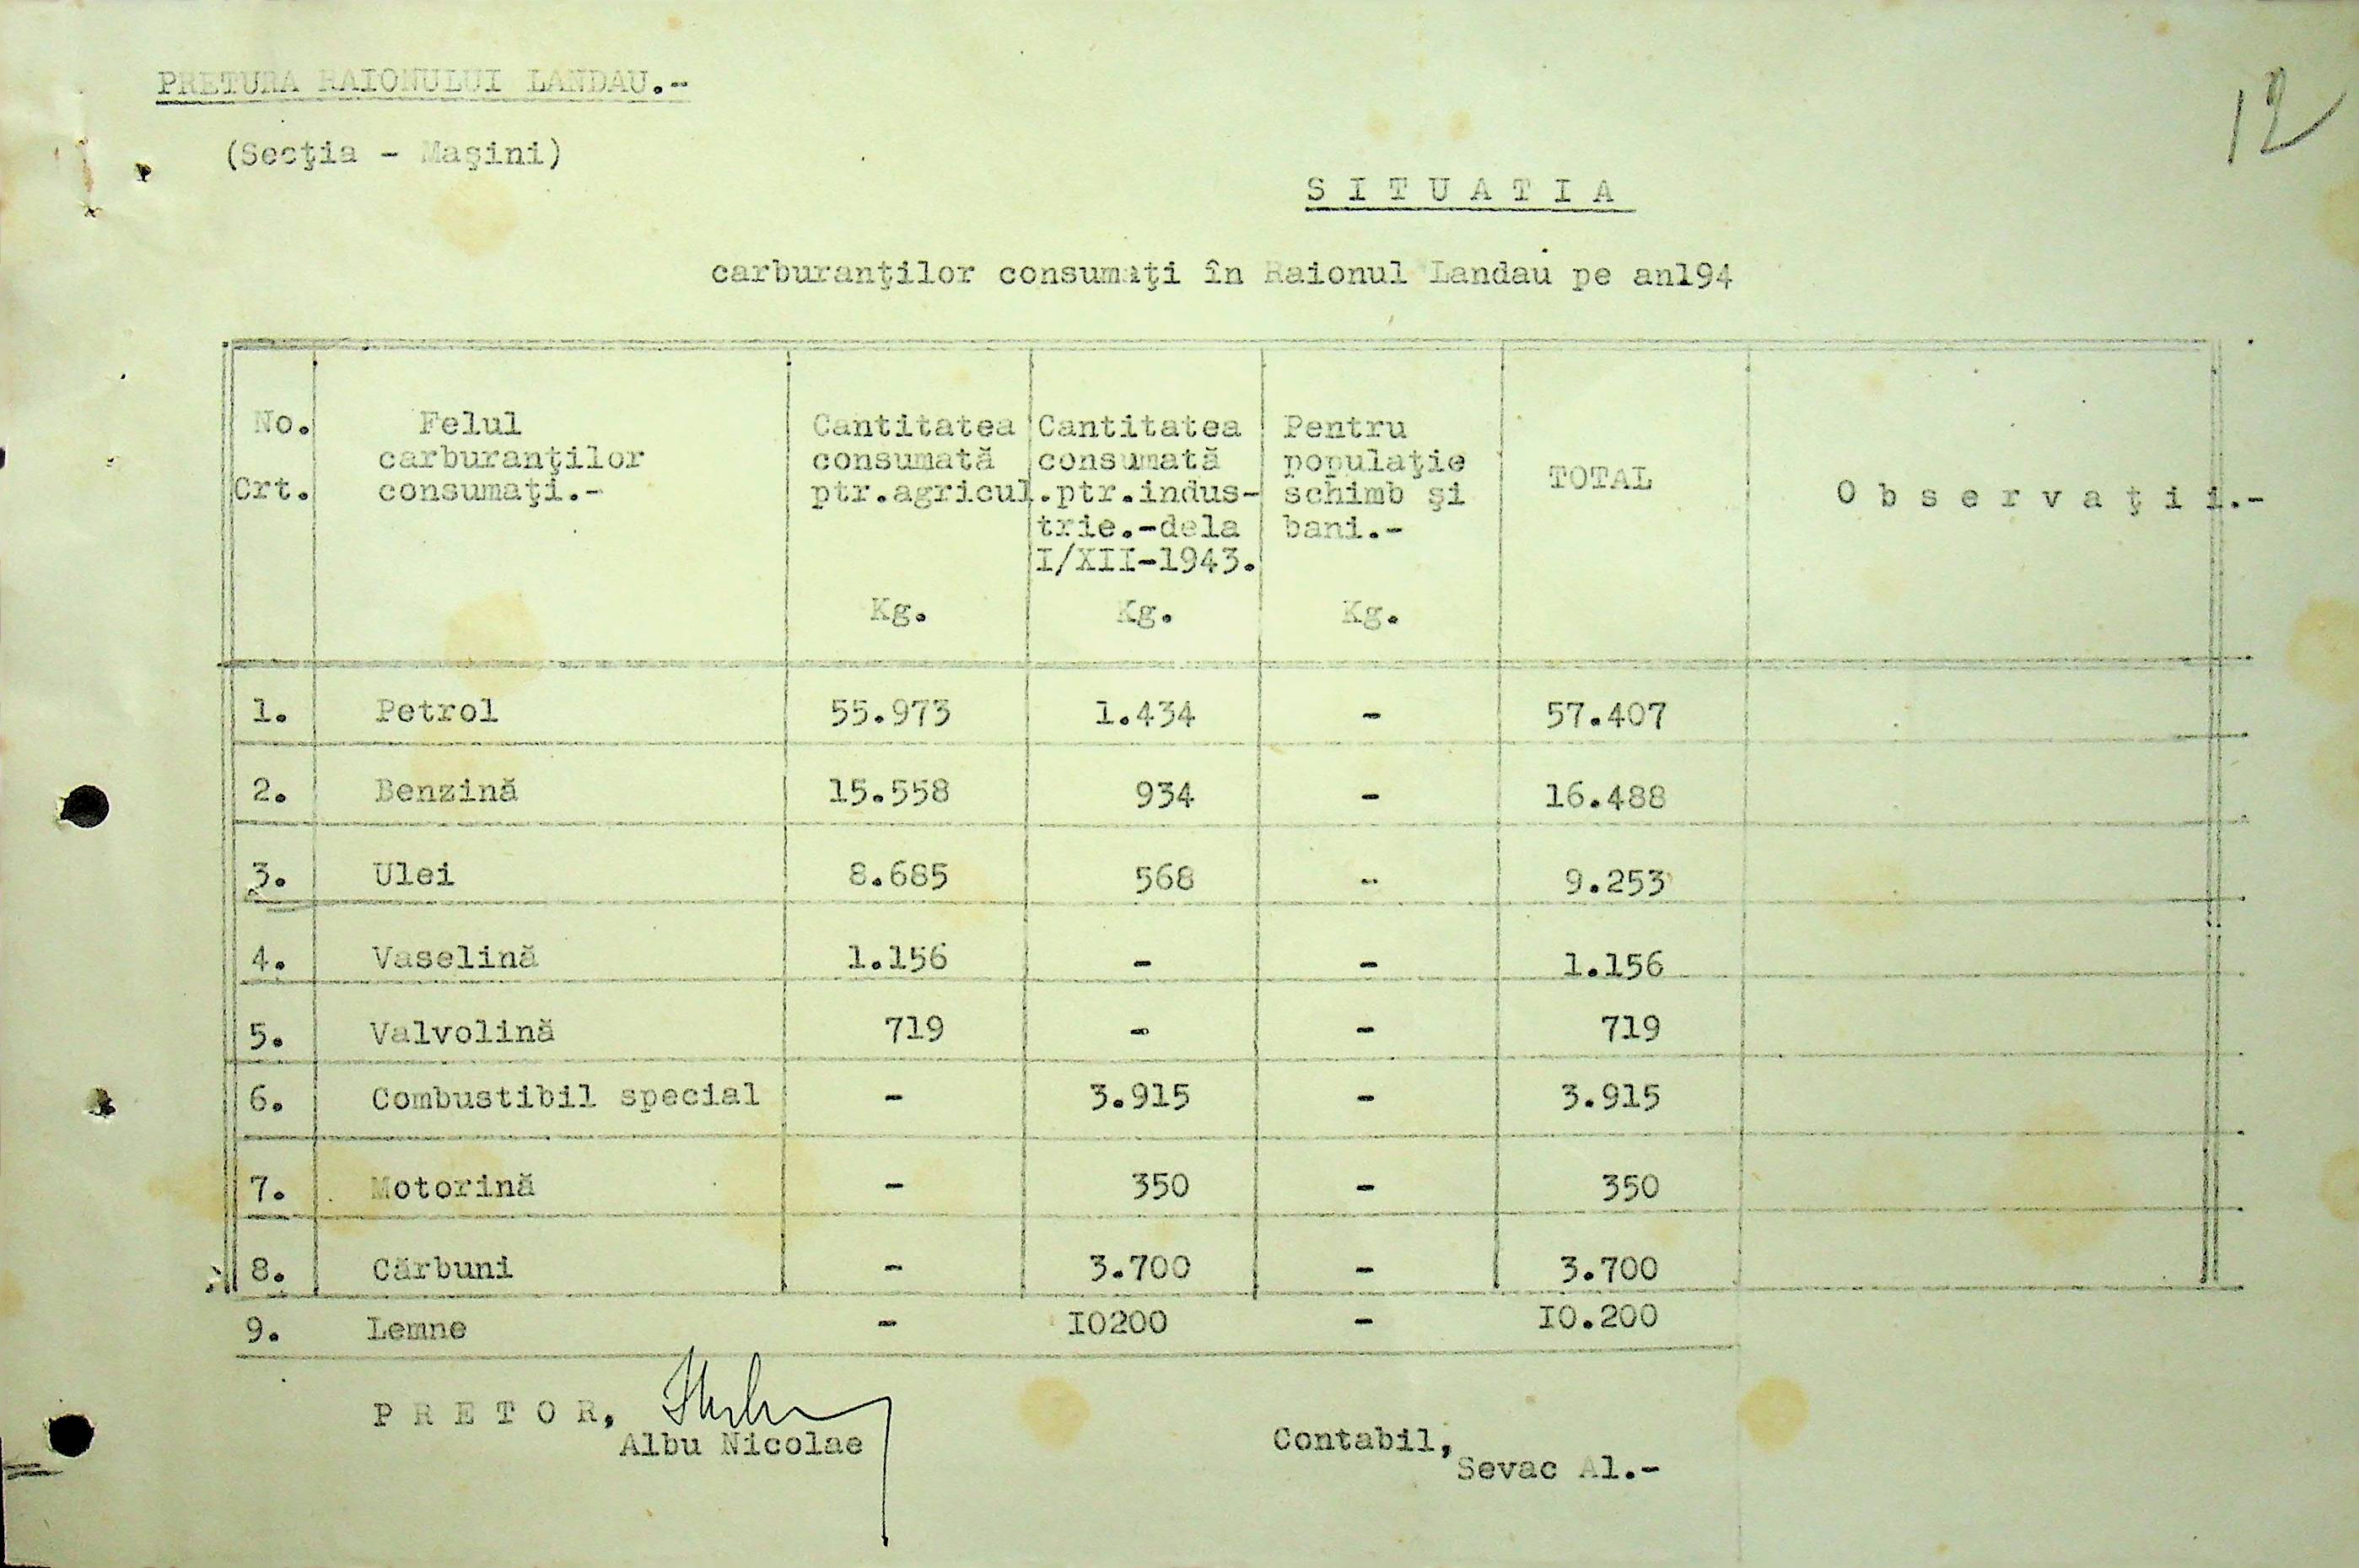 PRETURA RAIONULUI LANDAU.-
12
(Secţia - Maşini)
S I T U A T I A
carburanţilor consumaţi în Raionul Landau pe an194
No.
Crt.
Felul
carburanţilor
consumaţi.-
Cantitatea
consumată
ptr.agricul.
Kg.
Cantitatea
consumată
ptr.indus-
trie.-dela
I/XII-1943.
Kg.
Pentru
populaţie
schimb şi
bani.-
Kg.
TOTAL
O b s e r v a ţ i i.-
1. Petrol 55.973 1.434 - 57.407
2. Benzină 15.558 934 - 16.488
3. Ulei 8.685 568 - 9.253
4. Vaselină 1.156 - - 1.156
5. Valvolină 719 - - 719
6. Combustibil special - 3.915 - 3.915
7. Motorină - 350 - 350
8. Cărbuni - 3.700 - 3.700
9. Lemne - I0200 - I0.200
P R E T O R,
Albu Nicolae
Contabil,
Sevac Al.-